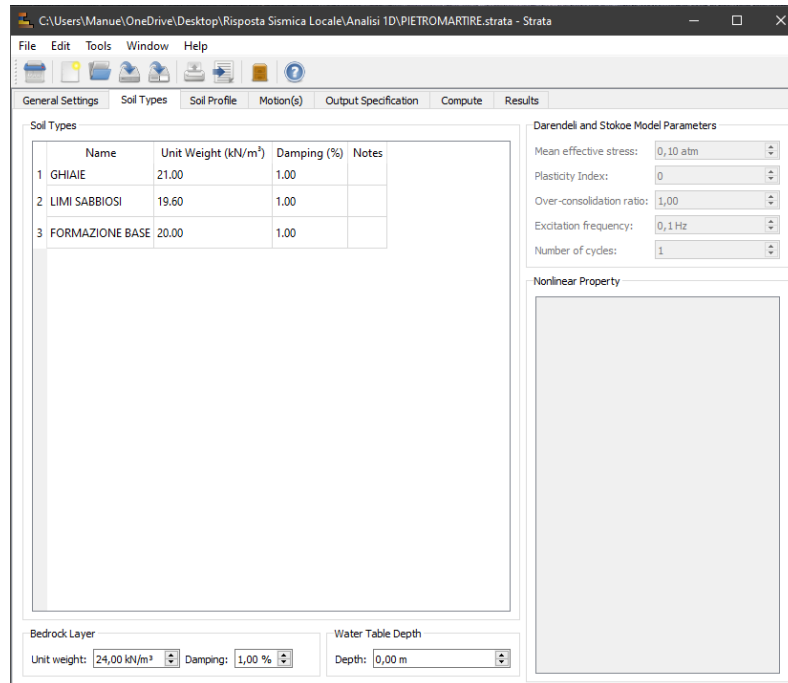 C:\Users\Manue\OneDrive\Desktop\Risposta Sismica Locale\Analisi 1D\PIETROMARTIRE.strata - Strata
File Edit Tools Window Help
General Settings Soil Types Soil Profile Motion(s) Output Specification Compute Results
Soil Types
Name Unit Weight (kN/m³) Damping (%) Notes
1 GHIAIE 21.00 1.00
2 LIMI SABBIOSI 19.60 1.00
3 FORMAZIONE BASE 20.00 1.00
Darendeli and Stokoe Model Parameters
Mean effective stress: 0,10 atm
Plasticity Index: 0
Over-consolidation ratio: 1,00
Excitation frequency: 0,1 Hz
Number of cycles: 1
Nonlinear Property
Bedrock Layer
Unit weight: 24,00 kN/m³ Damping: 1,00 %
Water Table Depth
Depth: 0,00 m